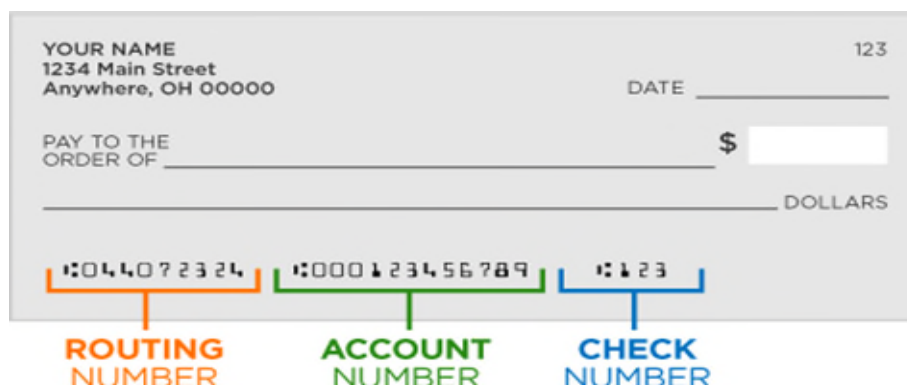 YOUR NAME 123
1234 Main Street
Anywhere, OH 00000 DATE
PAY TO THE
ORDER OF $
DOLLARS
⑆044072324 ⑆000123456789 ⑆123
ROUTING NUMBER
ACCOUNT NUMBER
CHECK NUMBER